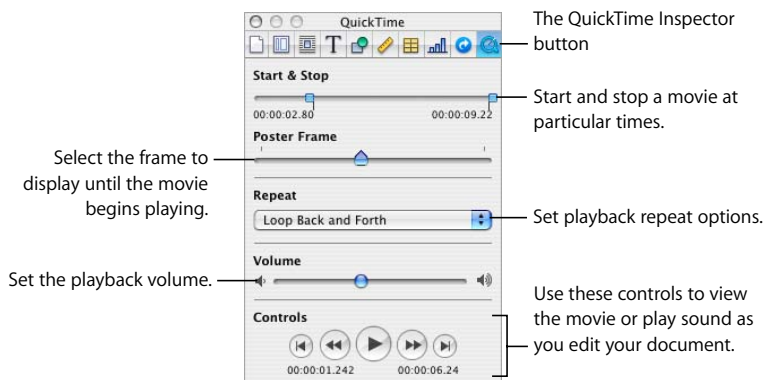 QuickTime
The QuickTime Inspector
button
T
Start & Stop
Start and stop a movie at
particular times.
00:00:02.80
00:00:09.22
Poster Frame
Select the frame to
display until the movie
begins playing.
Repeat
Loop Back and Forth
Set playback repeat options.
Volume
Set the playback volume.
Controls
Use these controls to view
the movie or play sound as
you edit your document.
00:00:01.242
00:00:06.24